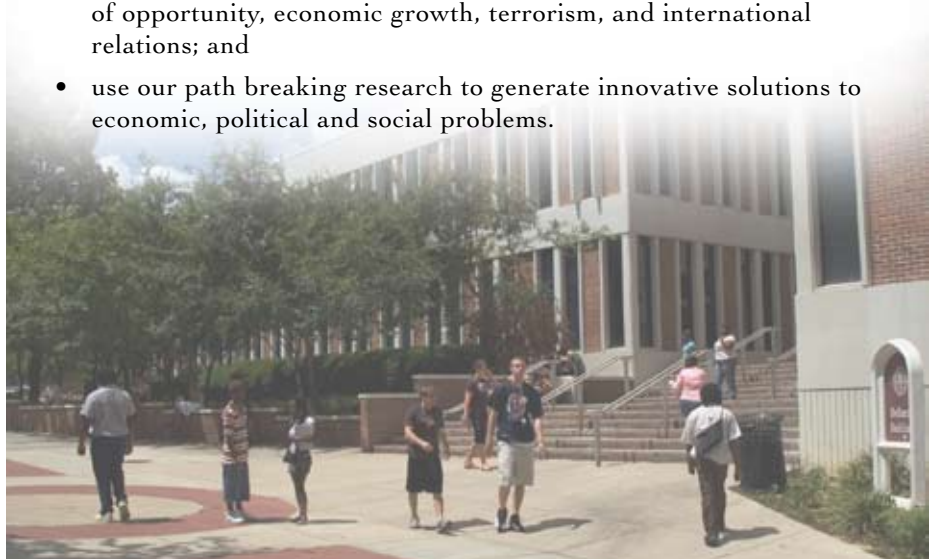 of opportunity, economic growth, terrorism, and international
relations; and
• use our path breaking research to generate innovative solutions to
economic, political and social problems.